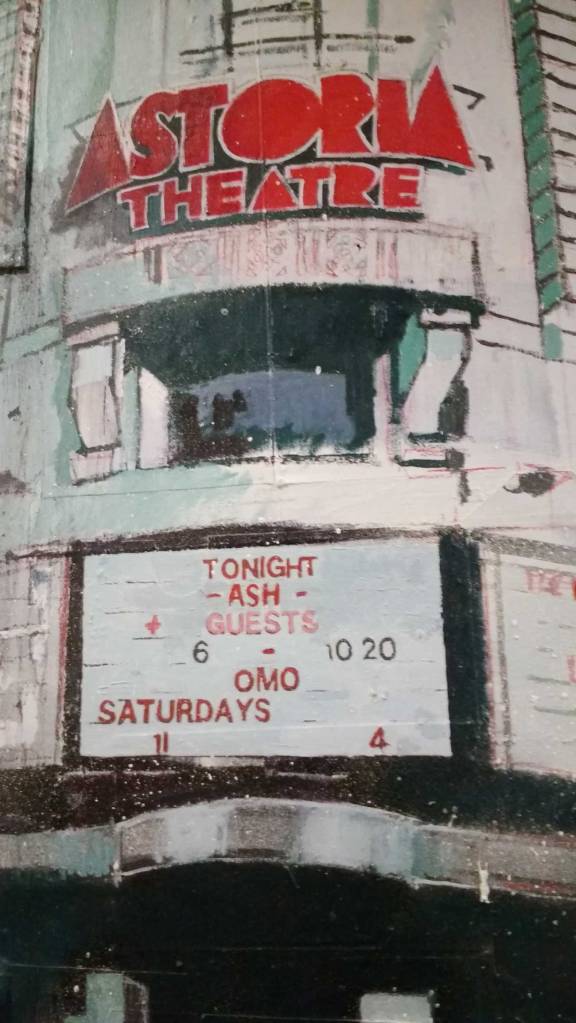 ASTORIA
THEATRE
TONIGHT
- ASH -
+ GUESTS
6 - 10 20
OMO
SATURDAYS
11 4